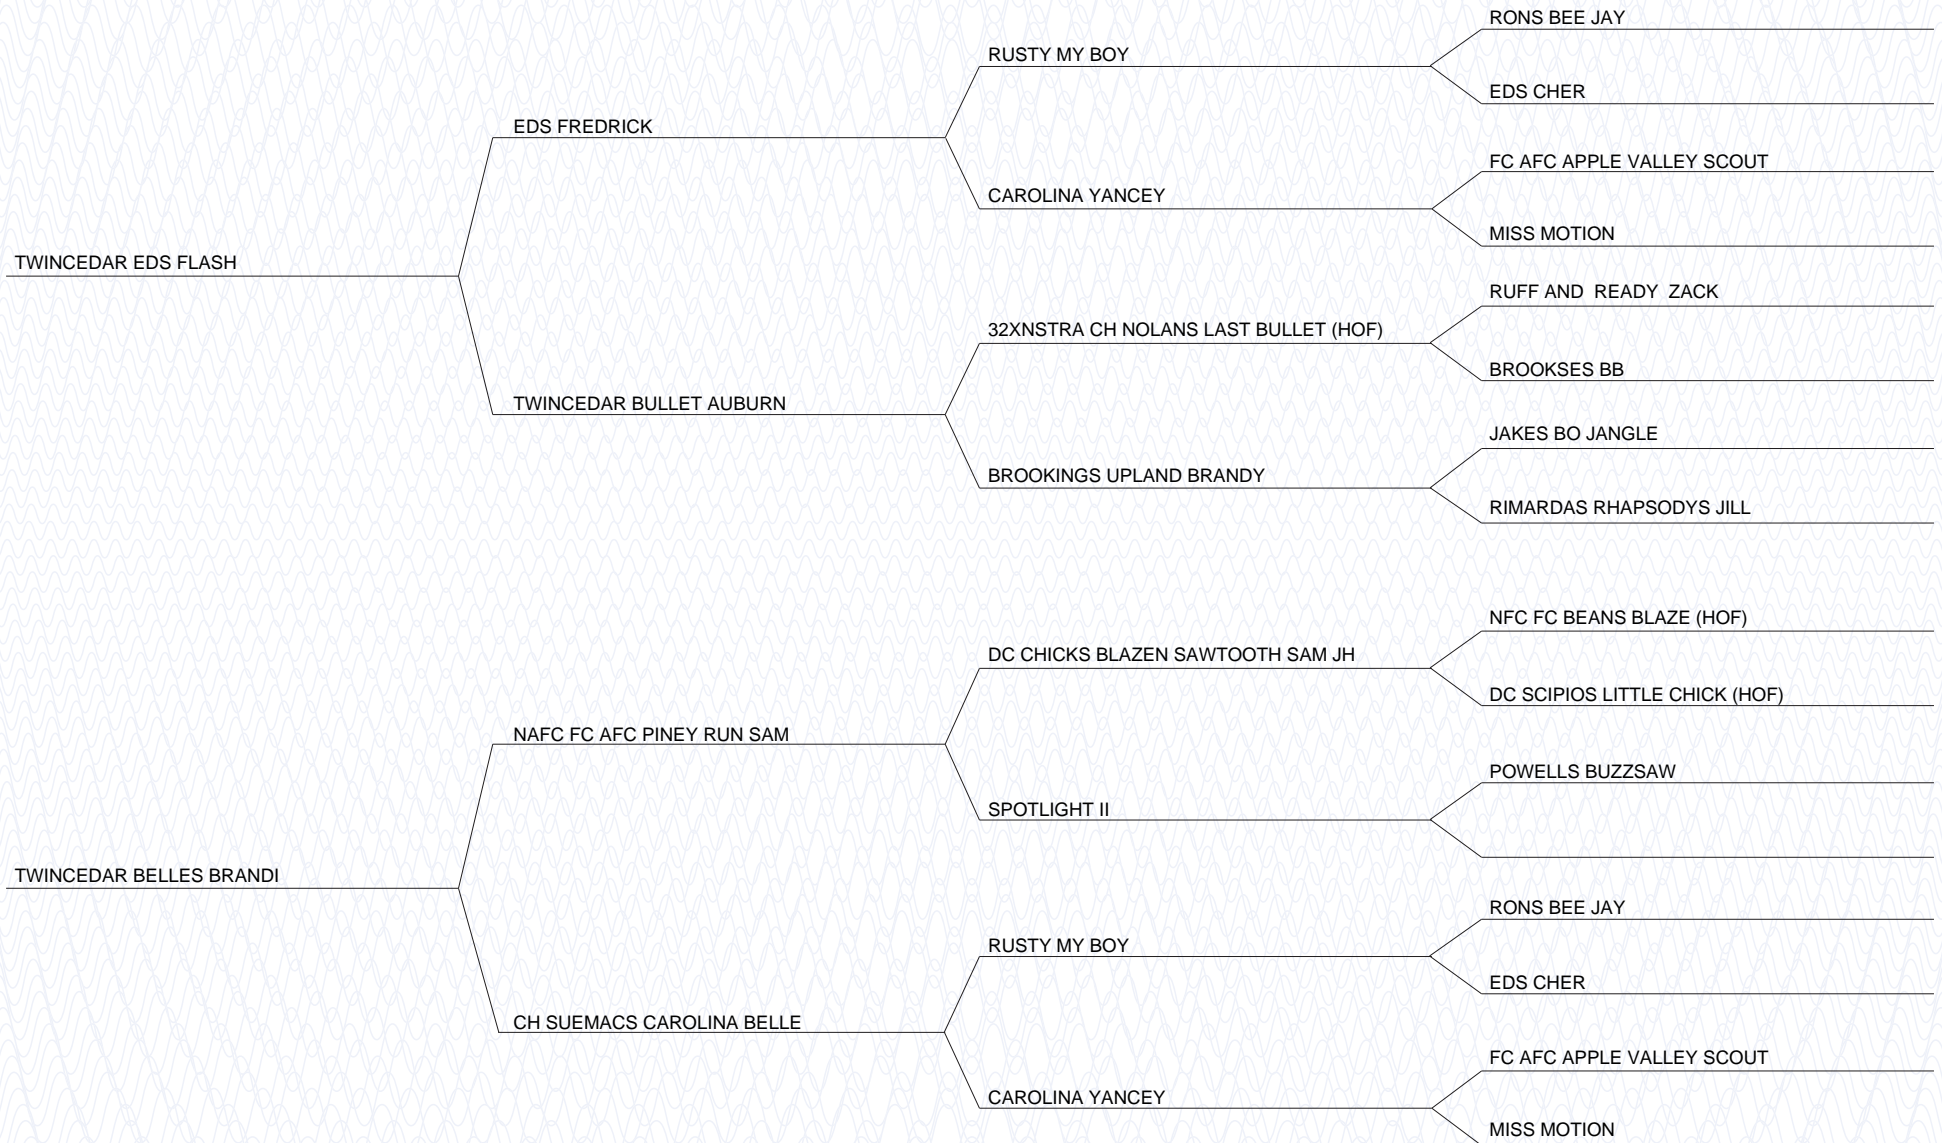 RONS BEE JAY
RUSTY MY BOY
EDS CHER
EDS FREDRICK
FC AFC APPLE VALLEY SCOUT
CAROLINA YANCEY
MISS MOTION
TWINCEDAR EDS FLASH
RUFF AND  READY  ZACK
32XNSTRA CH NOLANS LAST BULLET (HOF)
BROOKSES BB
TWINCEDAR BULLET AUBURN
JAKES BO JANGLE
BROOKINGS UPLAND BRANDY
RIMARDAS RHAPSODYS JILL
NFC FC BEANS BLAZE (HOF)
DC CHICKS BLAZEN SAWTOOTH SAM JH
DC SCIPIOS LITTLE CHICK (HOF)
NAFC FC AFC PINEY RUN SAM
POWELLS BUZZSAW
SPOTLIGHT II
TWINCEDAR BELLES BRANDI
RONS BEE JAY
RUSTY MY BOY
EDS CHER
CH SUEMACS CAROLINA BELLE
FC AFC APPLE VALLEY SCOUT
CAROLINA YANCEY
MISS MOTION